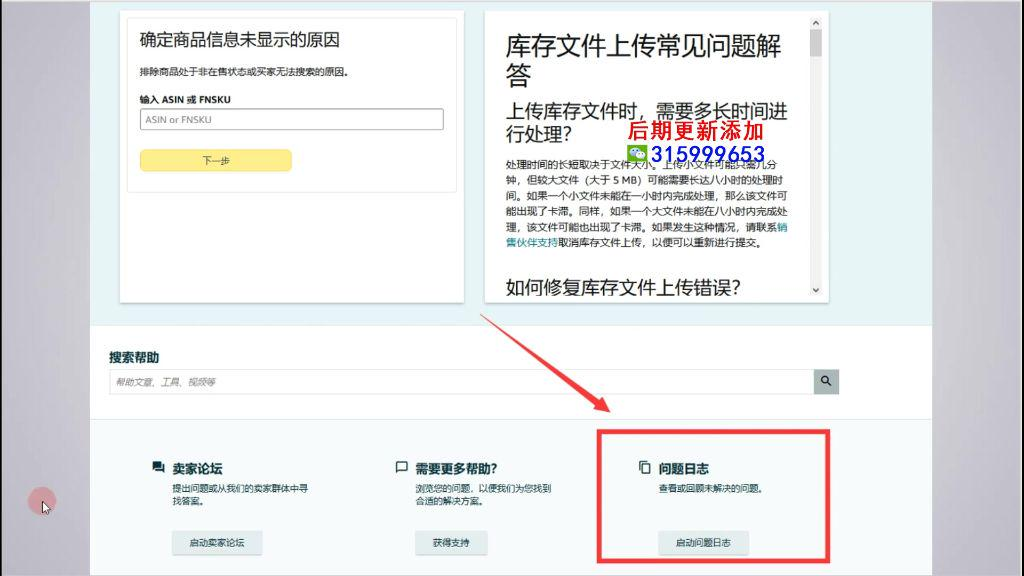 确定商品信息未显示的原因
排除商品处于非在售状态或买家无法搜索的原因。
输入 ASIN 或 FNSKU
ASIN or FNSKU
下一步
库存文件上传常见问题解
答
上传库存文件时，需要多长时间进
行处理？
后期更新添加
315999653
处理时间的长短取决于文件大小。上传小文件可能只需几分
钟，但较大文件（大于 5 MB）可能需要长达八小时的处理时
间。如果一个小文件未能在一小时内完成处理，那么该文件可
能出现了卡滞。同样，如果一个大文件未能在八小时内完成处
理，该文件可能也出现了卡滞。如果发生这种情况，请联系销
售伙伴支持取消库存文件上传，以便可以重新进行提交。
如何修复库存文件上传错误？
搜索帮助
帮助文章、工具、视频等
卖家论坛
提出问题或从我们的卖家群体中寻
找答案。
启动卖家论坛
需要更多帮助？
浏览您的问题，以便我们为您找到
合适的解决方案。
获得支持
问题日志
查看或回顾未解决的问题。
启动问题日志